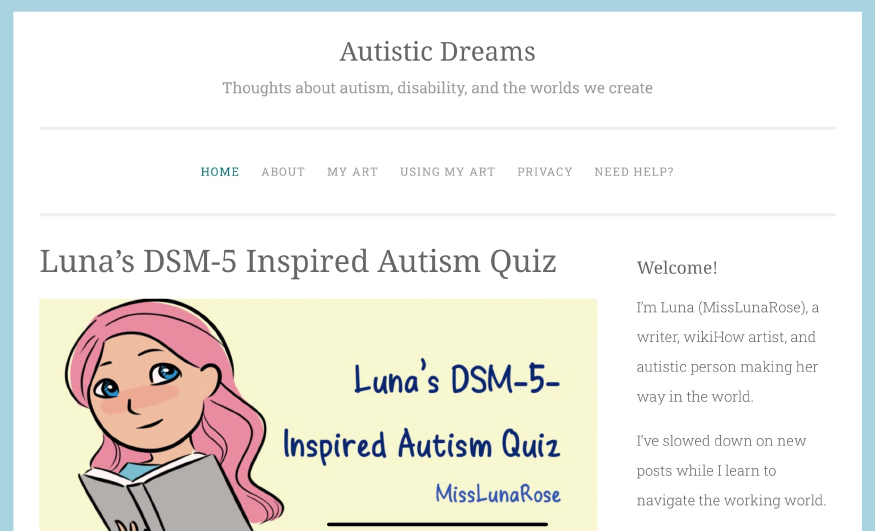 Autistic Dreams
Thoughts about autism, disability, and the worlds we create
HOME ABOUT MY ART USING MY ART PRIVACY NEED HELP?
Luna’s DSM-5 Inspired Autism Quiz
Luna's DSM-5-
Inspired Autism Quiz
MissLunaRose
Welcome!
I’m Luna (MissLunaRose), a
writer, wikiHow artist, and
autistic person making her
way in the world.
I’ve slowed down on new
posts while I learn to
navigate the working world.